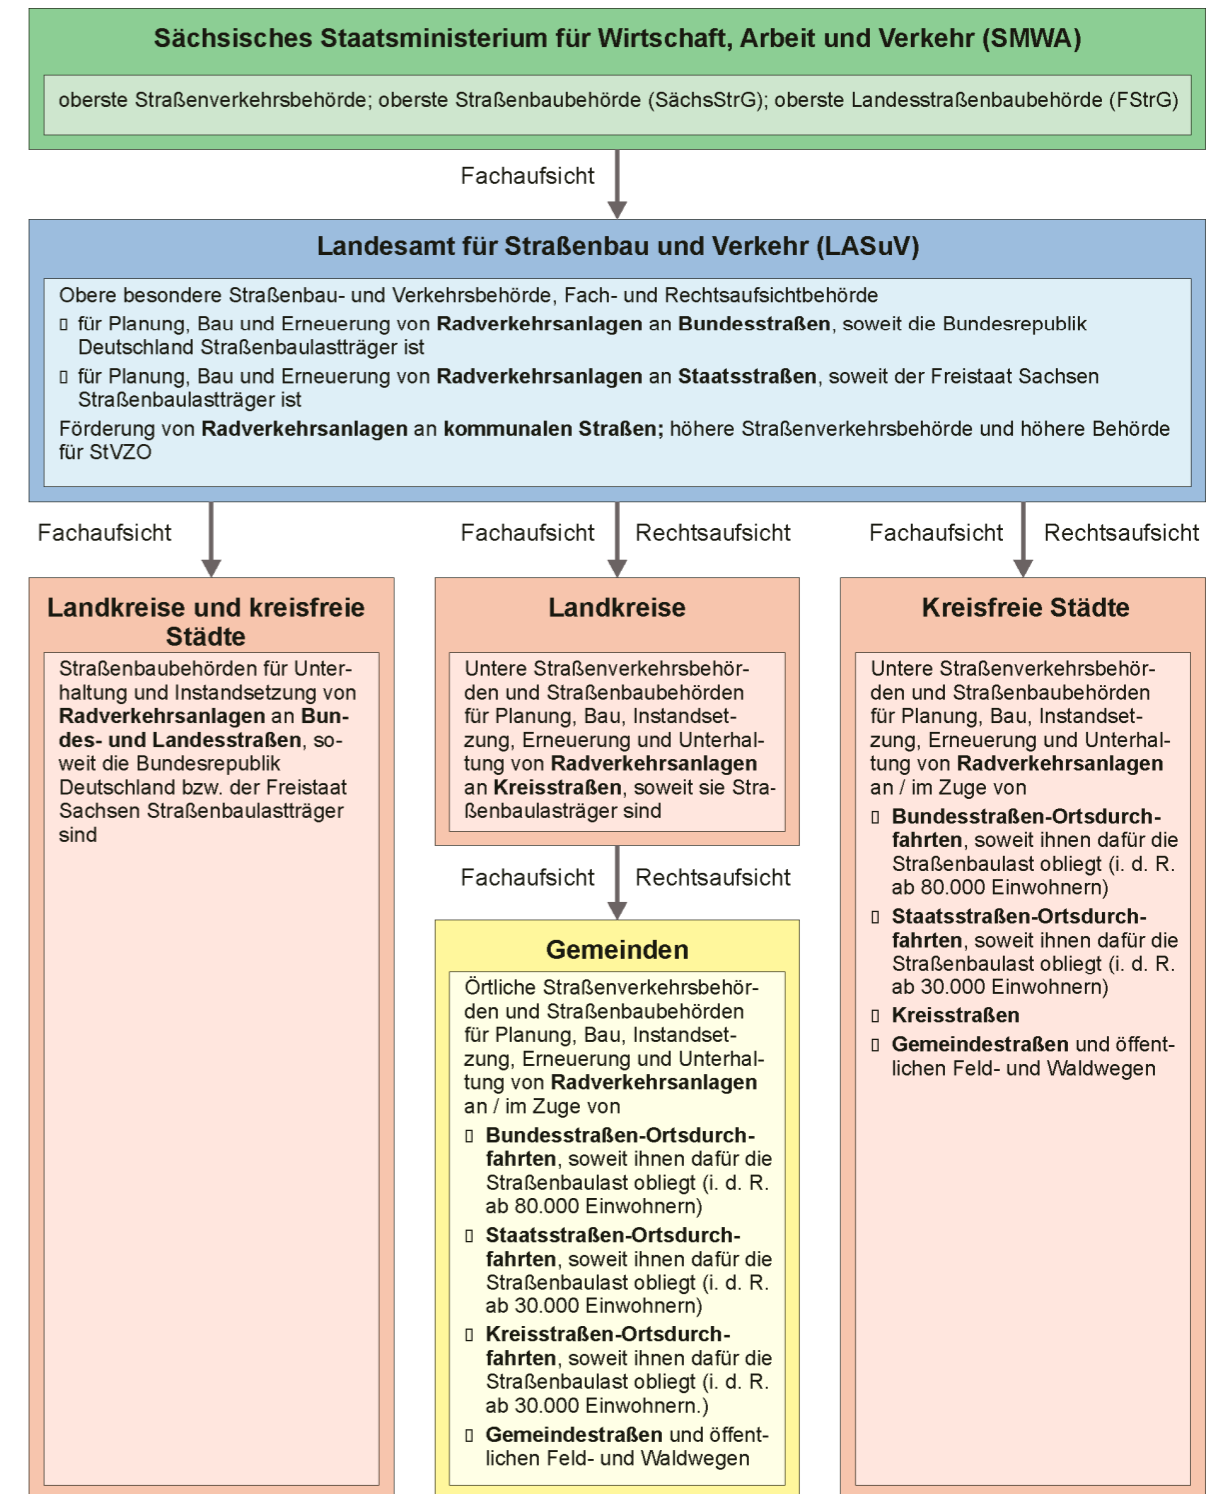 Sächsisches Staatsministerium für Wirtschaft, Arbeit und Verkehr (SMWA)
oberste Straßenverkehrsbehörde; oberste Straßenbaubehörde (SächsStrG); oberste Landesstraßenbaubehörde (FStrG)
Fachaufsicht
Landesamt für Straßenbau und Verkehr (LASuV)
Obere besondere Straßenbau- und Verkehrsbehörde, Fach- und Rechtsaufsichtbehörde
▯ für Planung, Bau und Erneuerung von Radverkehrsanlagen an Bundesstraßen, soweit die Bundesrepublik
Deutschland Straßenbaulastträger ist
▯ für Planung, Bau und Erneuerung von Radverkehrsanlagen an Staatsstraßen, soweit der Freistaat Sachsen
Straßenbaulastträger ist
Förderung von Radverkehrsanlagen an kommunalen Straßen; höhere Straßenverkehrsbehörde und höhere Behörde
für StVZO
Fachaufsicht
Fachaufsicht Rechtsaufsicht
Fachaufsicht Rechtsaufsicht
Landkreise und kreisfreie
Städte
Straßenbaubehörden für Unter-
haltung und Instandsetzung von
Radverkehrsanlagen an Bun-
des- und Landesstraßen, so-
weit die Bundesrepublik
Deutschland bzw. der Freistaat
Sachsen Straßenbaulastträger
sind
Landkreise
Untere Straßenverkehrsbehör-
den und Straßenbaubehörden
für Planung, Bau, Instandset-
zung, Erneuerung und Unterhal-
tung von Radverkehrsanlagen
an Kreisstraßen, soweit sie Stra-
ßenbaulasträger sind
Fachaufsicht Rechtsaufsicht
Gemeinden
Örtliche Straßenverkehrsbehör-
den und Straßenbaubehörden
für Planung, Bau, Instandset-
zung, Erneuerung und Unterhal-
tung von Radverkehrsanlagen
an / im Zuge von
▯ Bundesstraßen-Ortsdurch-
fahrten, soweit ihnen dafür die
Straßenbaulast obliegt (i. d. R.
ab 80.000 Einwohnern)
▯ Staatsstraßen-Ortsdurch-
fahrten, soweit ihnen dafür die
Straßenbaulast obliegt (i. d. R.
ab 30.000 Einwohnern)
▯ Kreisstraßen-Ortsdurch-
fahrten, soweit ihnen dafür die
Straßenbaulast obliegt (i. d. R.
ab 30.000 Einwohnern.)
▯ Gemeindestraßen und öffent-
lichen Feld- und Waldwegen
Kreisfreie Städte
Untere Straßenverkehrsbehör-
den und Straßenbaubehörden
für Planung, Bau, Instandset-
zung, Erneuerung und Unterhal-
tung von Radverkehrsanlagen
an / im Zuge von
▯ Bundesstraßen-Ortsdurch-
fahrten, soweit ihnen dafür die
Straßenbaulast obliegt (i. d. R.
ab 80.000 Einwohnern)
▯ Staatsstraßen-Ortsdurch-
fahrten, soweit ihnen dafür die
Straßenbaulast obliegt (i. d. R.
ab 30.000 Einwohnern)
▯ Kreisstraßen
▯ Gemeindestraßen und öffent-
lichen Feld- und Waldwegen